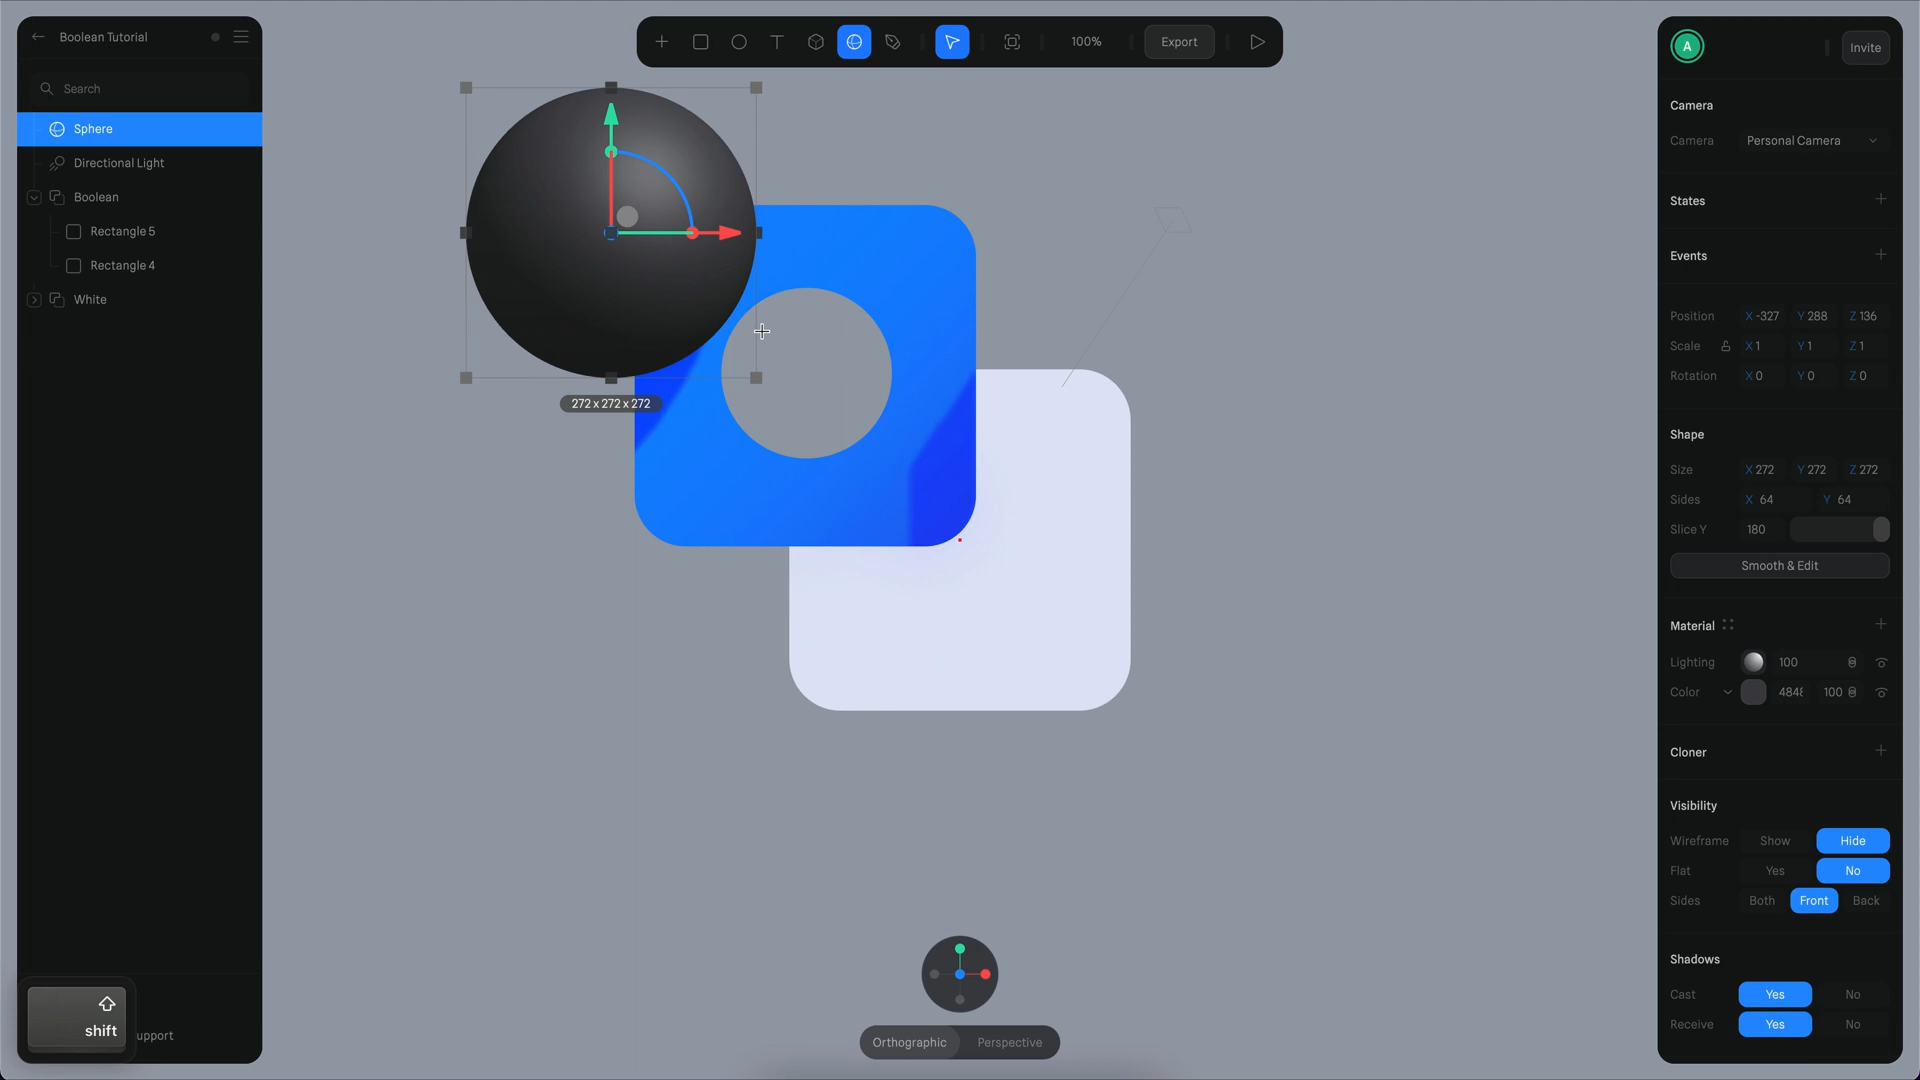 Boolean Tutorial
Search
Sphere
Directional Light
Boolean
Rectangle 5
Rectangle 4
White
shift
upport
T
100%
Export
272 x 272 x 272
Orthographic
Perspective
A
Invite
Camera
Camera
Personal Camera
States
Events
Position X -327 Y 288 Z 136
Scale X 1 Y 1 Z 1
Rotation X 0 Y 0 Z 0
Shape
Size X 272 Y 272 Z 272
Sides X 64 Y 64
Slice Y 180
Smooth & Edit
Material
Lighting 100
Color 4848 100
Cloner
Visibility
Wireframe Show Hide
Flat Yes No
Sides Both Front Back
Shadows
Cast Yes No
Receive Yes No